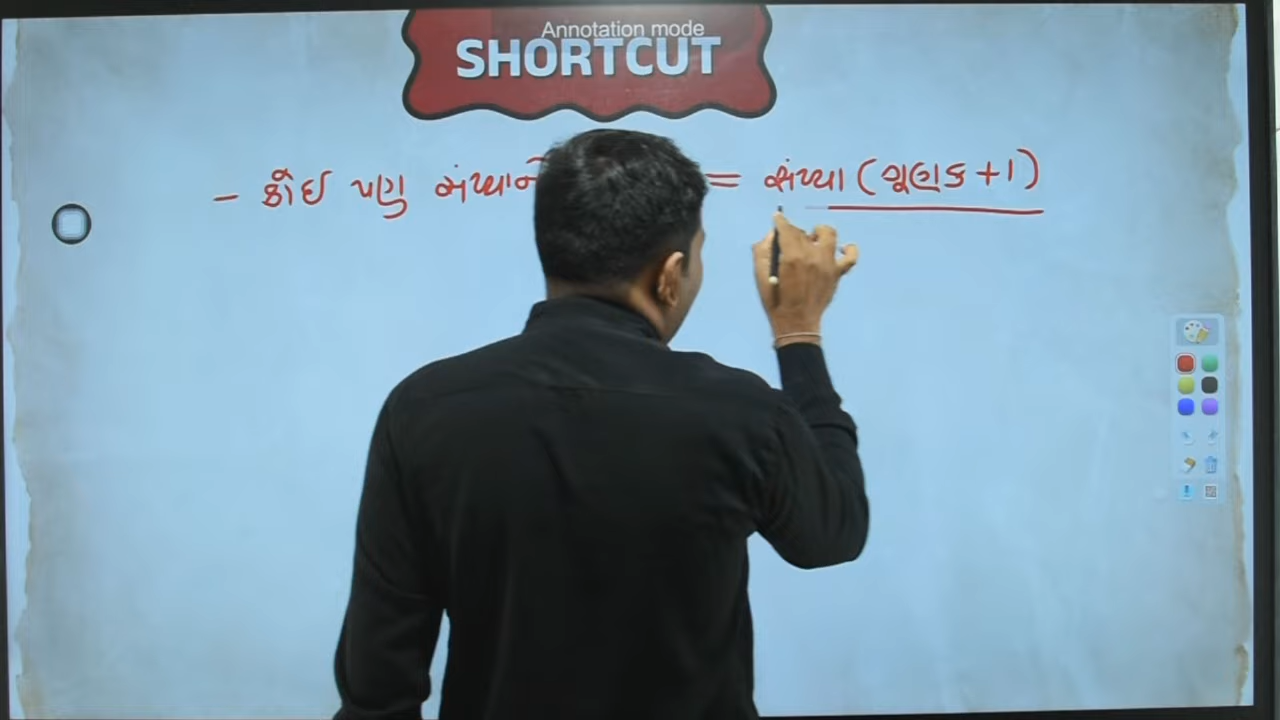 Annotation mode
SHORTCUT
- કોઈ પણ સંખ્યાને = સંખ્યા (ગુણક+1)